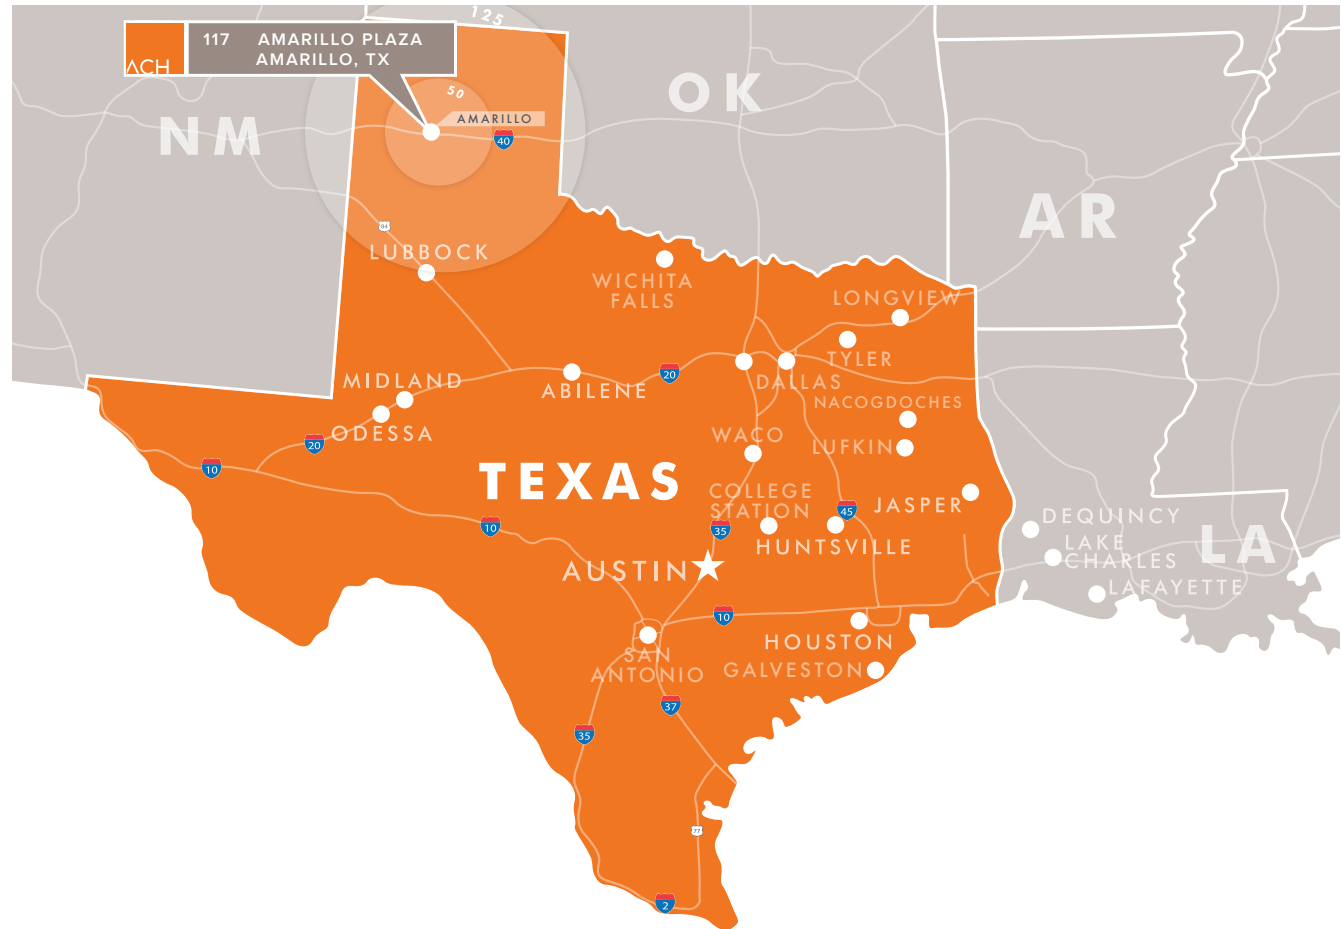 125
117 AMARILLO PLAZA
AMARILLO, TX
ACH
50
AMARILLO
40
OK
NM
AR
84
LUBBOCK
WICHITA
FALLS
LONGVIEW
TYLER
DALLAS
20
MIDLAND
ABILENE
NACOGDOCHES
ODESSA
20
WACO
LUFKIN
10
TEXAS
COLLEGE
STATION
45
JASPER
10
35
HUNTSVILLE
DEQUINCY
LAKE
CHARLES
LA
AUSTIN
LAFAYETTE
10
HOUSTON
SAN
ANTONIO
GALVESTON
37
35
77
2